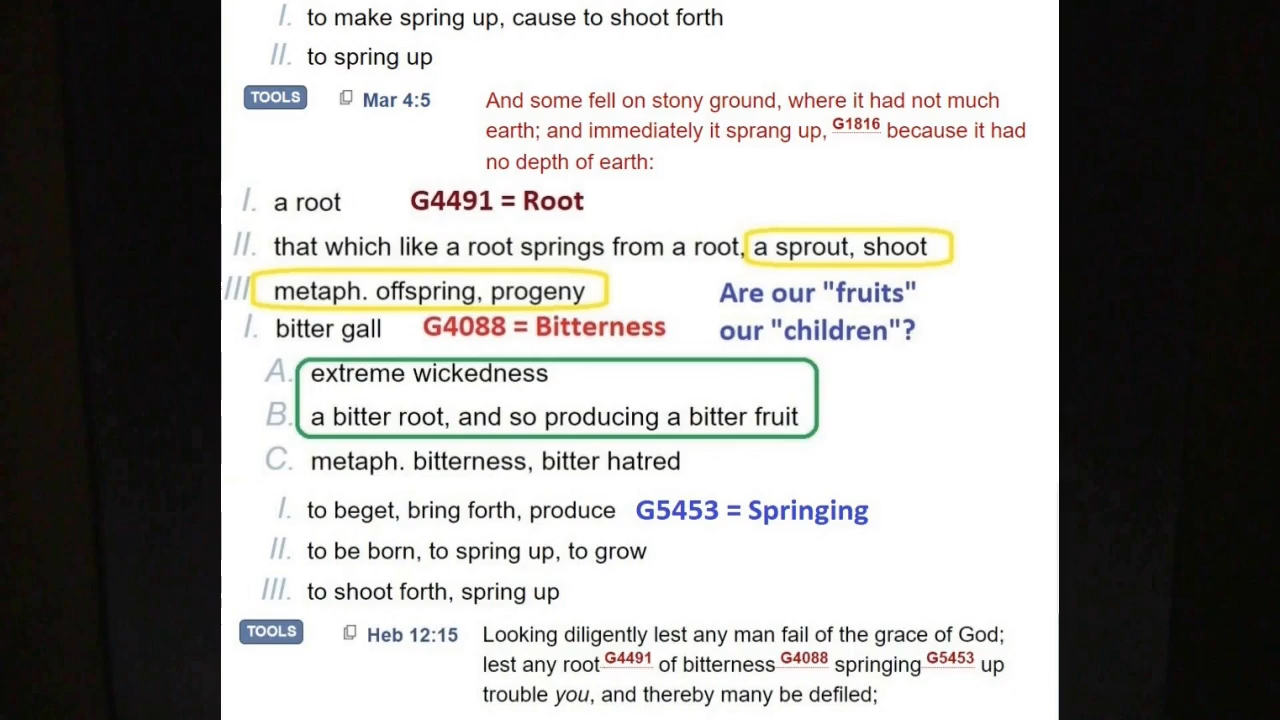 I. to make spring up, cause to shoot forth
II. to spring up
TOOLS Mar 4:5 And some fell on stony ground, where it had not much
earth; and immediately it sprang up, G1816 because it had
no depth of earth:
I. a root G4491 = Root
II. that which like a root springs from a root, a sprout, shoot
III metaph. offspring, progeny
Are our "fruits"
our "children"?
I. bitter gall G4088 = Bitterness
A. extreme wickedness
B. a bitter root, and so producing a bitter fruit
C. metaph. bitterness, bitter hatred
I. to beget, bring forth, produce G5453 = Springing
II. to be born, to spring up, to grow
III. to shoot forth, spring up
TOOLS Heb 12:15 Looking diligently lest any man fail of the grace of God;
lest any root G4491 of bitterness G4088 springing G5453 up
trouble you, and thereby many be defiled;